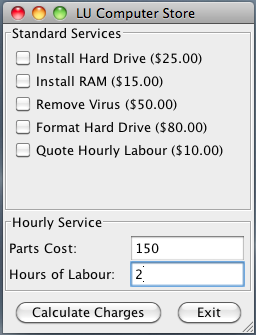 LU Computer Store
Standard Services
Install Hard Drive ($25.00)
Install RAM ($15.00)
Remove Virus ($50.00)
Format Hard Drive ($80.00)
Quote Hourly Labour ($10.00)
Hourly Service
Parts Cost: 150
Hours of Labour: 2
Calculate Charges Exit